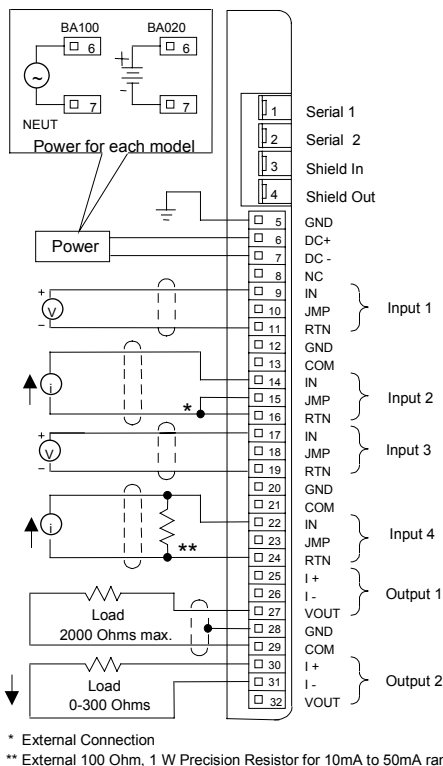 BA100 BA020
6 6
~ + -
7 7
NEUT
Power for each model
1 Serial 1
2 Serial 2
3 Shield In
4 Shield Out
5 GND
Power 6 DC+
7 DC -
8 NC
+ 9 IN
V 10 JMP Input 1
– 11 RTN
12 GND
13 COM
i 14 IN
15 JMP Input 2
* 16 RTN
+ 17 IN
V 18 JMP Input 3
– 19 RTN
20 GND
21 COM
i 22 IN
23 JMP Input 4
** 24 RTN
25 I +
26 I - Output 1
Load 27 VOUT
2000 Ohms max. 28 GND
29 COM
30 I +
Load 31 I - Output 2
0-300 Ohms 32 VOUT
* External Connection
** External 100 Ohm, 1 W Precision Resistor for 10mA to 50mA ran